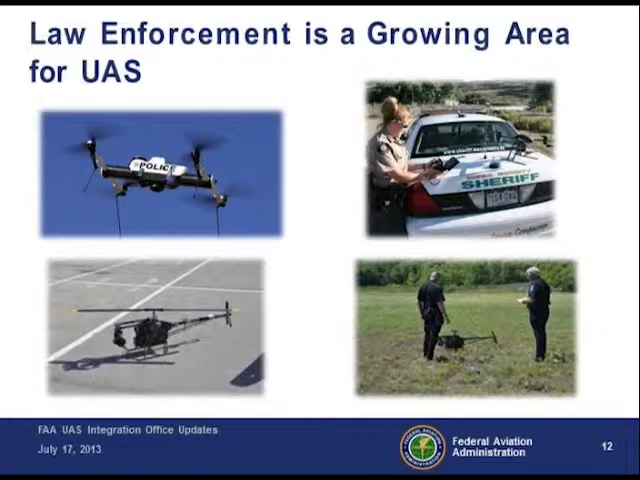 Law Enforcement is a Growing Area
for UAS
POLICE
SHERIFF
FAA UAS Integration Office Updates
July 17, 2013
Federal Aviation
Administration
12